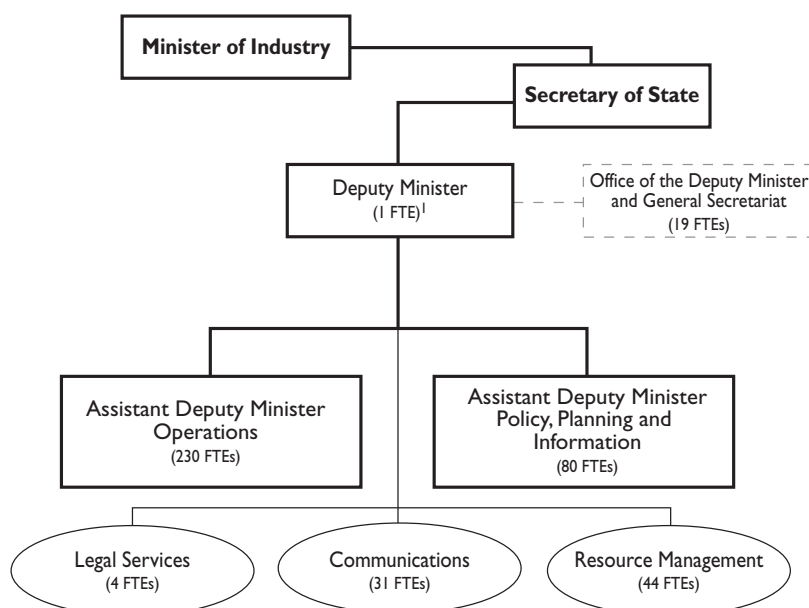 Minister of Industry
Secretary of State
Deputy Minister
(1 FTE)1
Office of the Deputy Minister
and General Secretariat
(19 FTEs)
Assistant Deputy Minister
Operations
(230 FTEs)
Assistant Deputy Minister
Policy, Planning and
Information
(80 FTEs)
Legal Services
(4 FTEs)
Communications
(31 FTEs)
Resource Management
(44 FTEs)